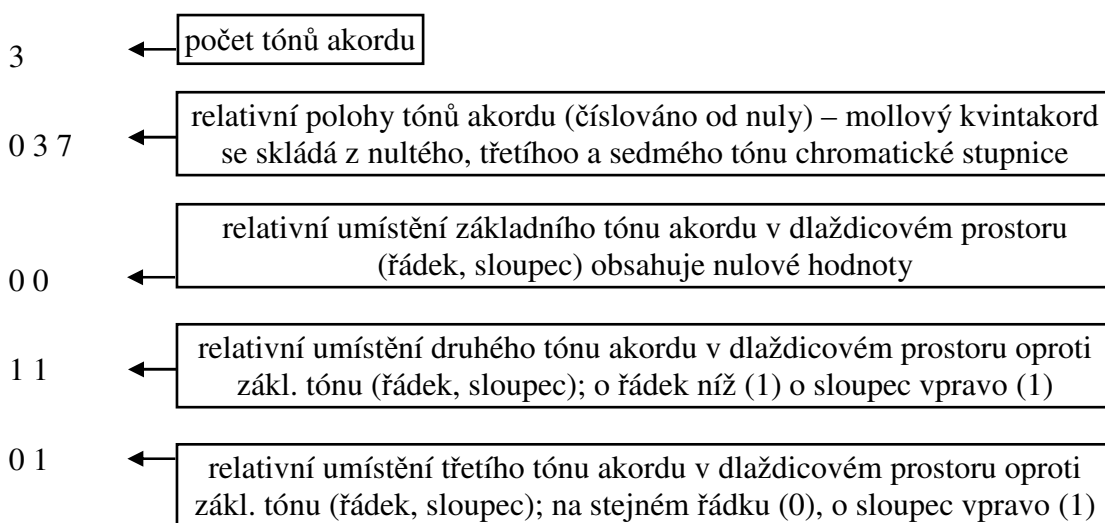 3 počet tónů akordu
0 3 7 relativní polohy tónů akordu (číslováno od nuly) – mollový kvintakord
se skládá z nultého, třetíhoo a sedmého tónu chromatické stupnice
0 0 relativní umístění základního tónu akordu v dlaždicovém prostoru
(řádek, sloupec) obsahuje nulové hodnoty
1 1 relativní umístění druhého tónu akordu v dlaždicovém prostoru oproti
zákl. tónu (řádek, sloupec); o řádek níž (1) o sloupec vpravo (1)
0 1 relativní umístění třetího tónu akordu v dlaždicovém prostoru oproti
zákl. tónu (řádek, sloupec); na stejném řádku (0), o sloupec vpravo (1)